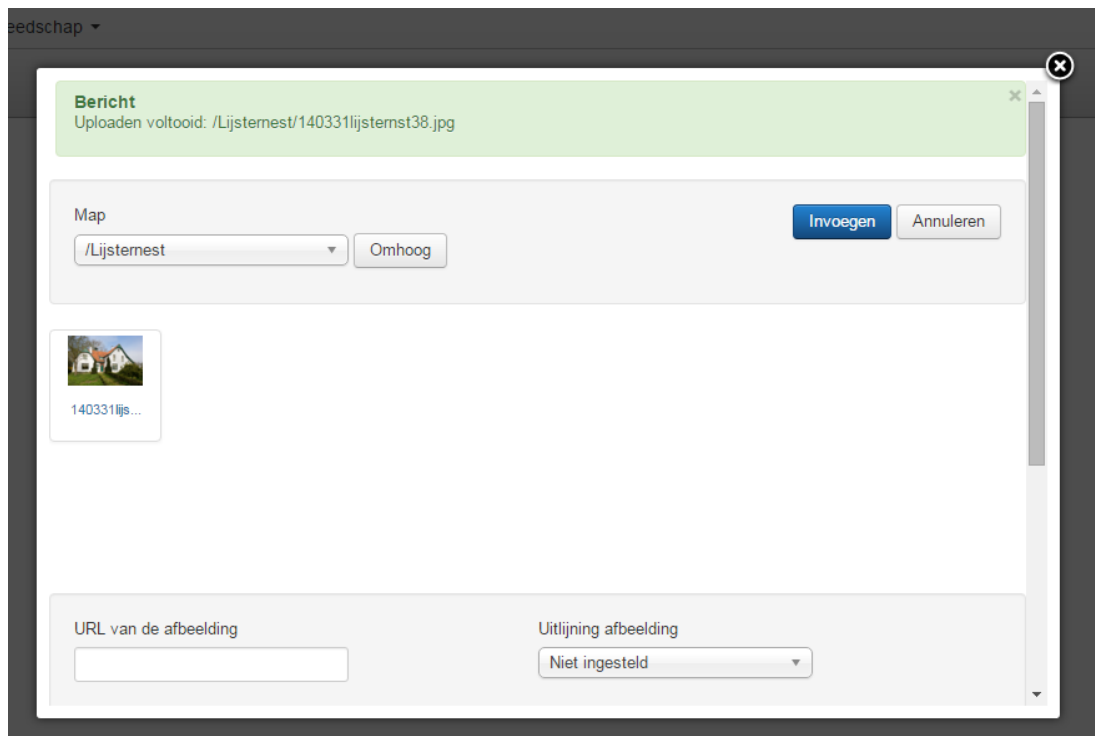 eedschap
Bericht
Uploaden voltooid: /Lijsternest/140331lijsternst38.jpg
Map
/Lijsternest
Omhoog
Invoegen
Annuleren
140331lijs...
URL van de afbeelding
Uitlijning afbeelding
Niet ingesteld